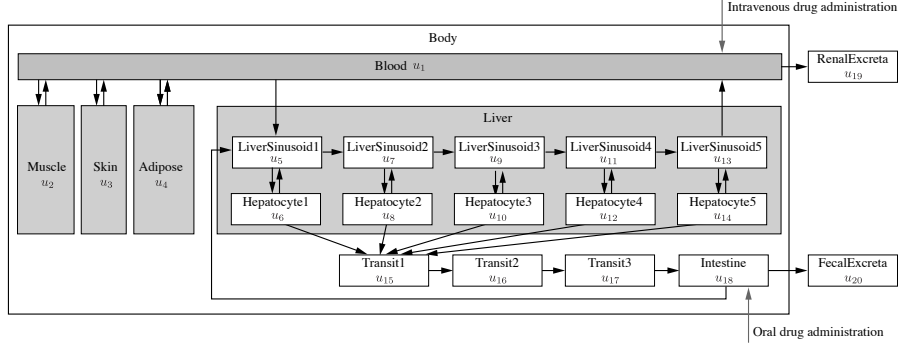 Intravenous drug administration
Body
Blood u1
RenalExcreta
u19
Liver
Muscle
u2
Skin
u3
Adipose
u4
LiverSinusoid1
u5
LiverSinusoid2
u7
LiverSinusoid3
u9
LiverSinusoid4
u11
LiverSinusoid5
u13
Hepatocyte1
u6
Hepatocyte2
u8
Hepatocyte3
u10
Hepatocyte4
u12
Hepatocyte5
u14
Transit1
u15
Transit2
u16
Transit3
u17
Intestine
u18
FecalExcreta
u20
Oral drug administration